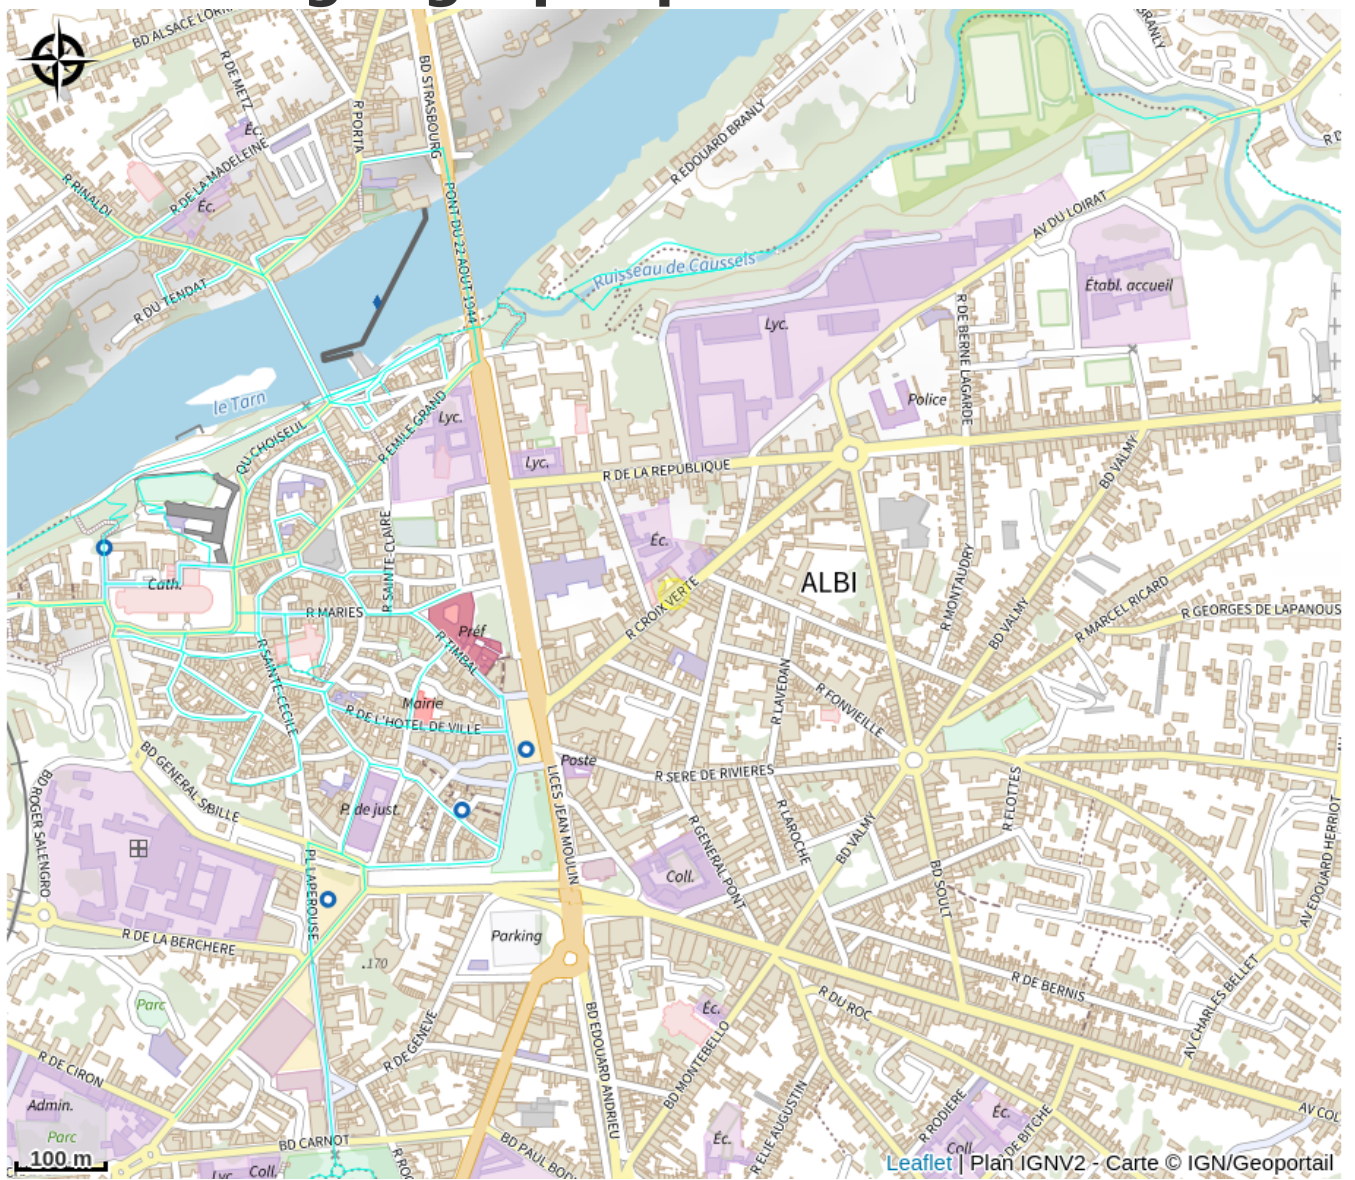 BD ALSACE LORR
R DE METZ
BD STRASBOURG
R PORTA
BRANLY
Éc.
R DE LA MADELEINE
R RINALDI
Éc.
R EDOUARD BRANLY
R D
PONT DU 22 AOUT 1944
AV DU LOIRAT
Ruisseau de Caussels
R DU TENDAT
Établ. accueil
Lyc.
R DE BERNE LAGARDE
le Tarn
Police
QU CHOISEUL
R EMILE GRAND
Lyc.
Lyc.
R DE LA REPUBLIQUE
BD VALMY
R SAINTE-CLAIRE
Éc.
Cath.
ALBI
R MARIES
R CROIX VERTE
R MONTAUDRY
BD VALMY
R MARCEL RICARD
R GEORGES DE LAPANOUS
Préf
R TIMBAL
R SAINTE-CECILE
Mairie
R DE L'HOTEL DE VILLE
R LAVEDAN
R FONVIEILLE
Poste
R SERE DE RIVIERES
BD GENERAL SIBILLE
BD ROGER SALENGRO
P. de just.
LICES JEAN MOULIN
R GENERAL PONT
R LAROCHE
BD VALMY
R FLOTTES
Coll.
BD SOULT
AV EDOUARD HERRIOT
PL LAPEROUSE
R DE LA BERCHERE
Parking
.170
Parc
R DE GENEVE
BD EDOUARD ANDRIEU
Éc.
BD MONTEBELLO
R DU ROC
R DE BERNIS
AV CHARLES BELLET
R DE CIRON
Admin.
Parc
R ELIE AUGUSTIN
R RODIERE
Éc.
R DE BITCHE
AV COL
BD CARNOT
BD PAUL BOD
Éc.
Coll.
Lyc.
Coll.
100 m
Leaflet | Plan IGNV2 - Carte © IGN/Geoportail